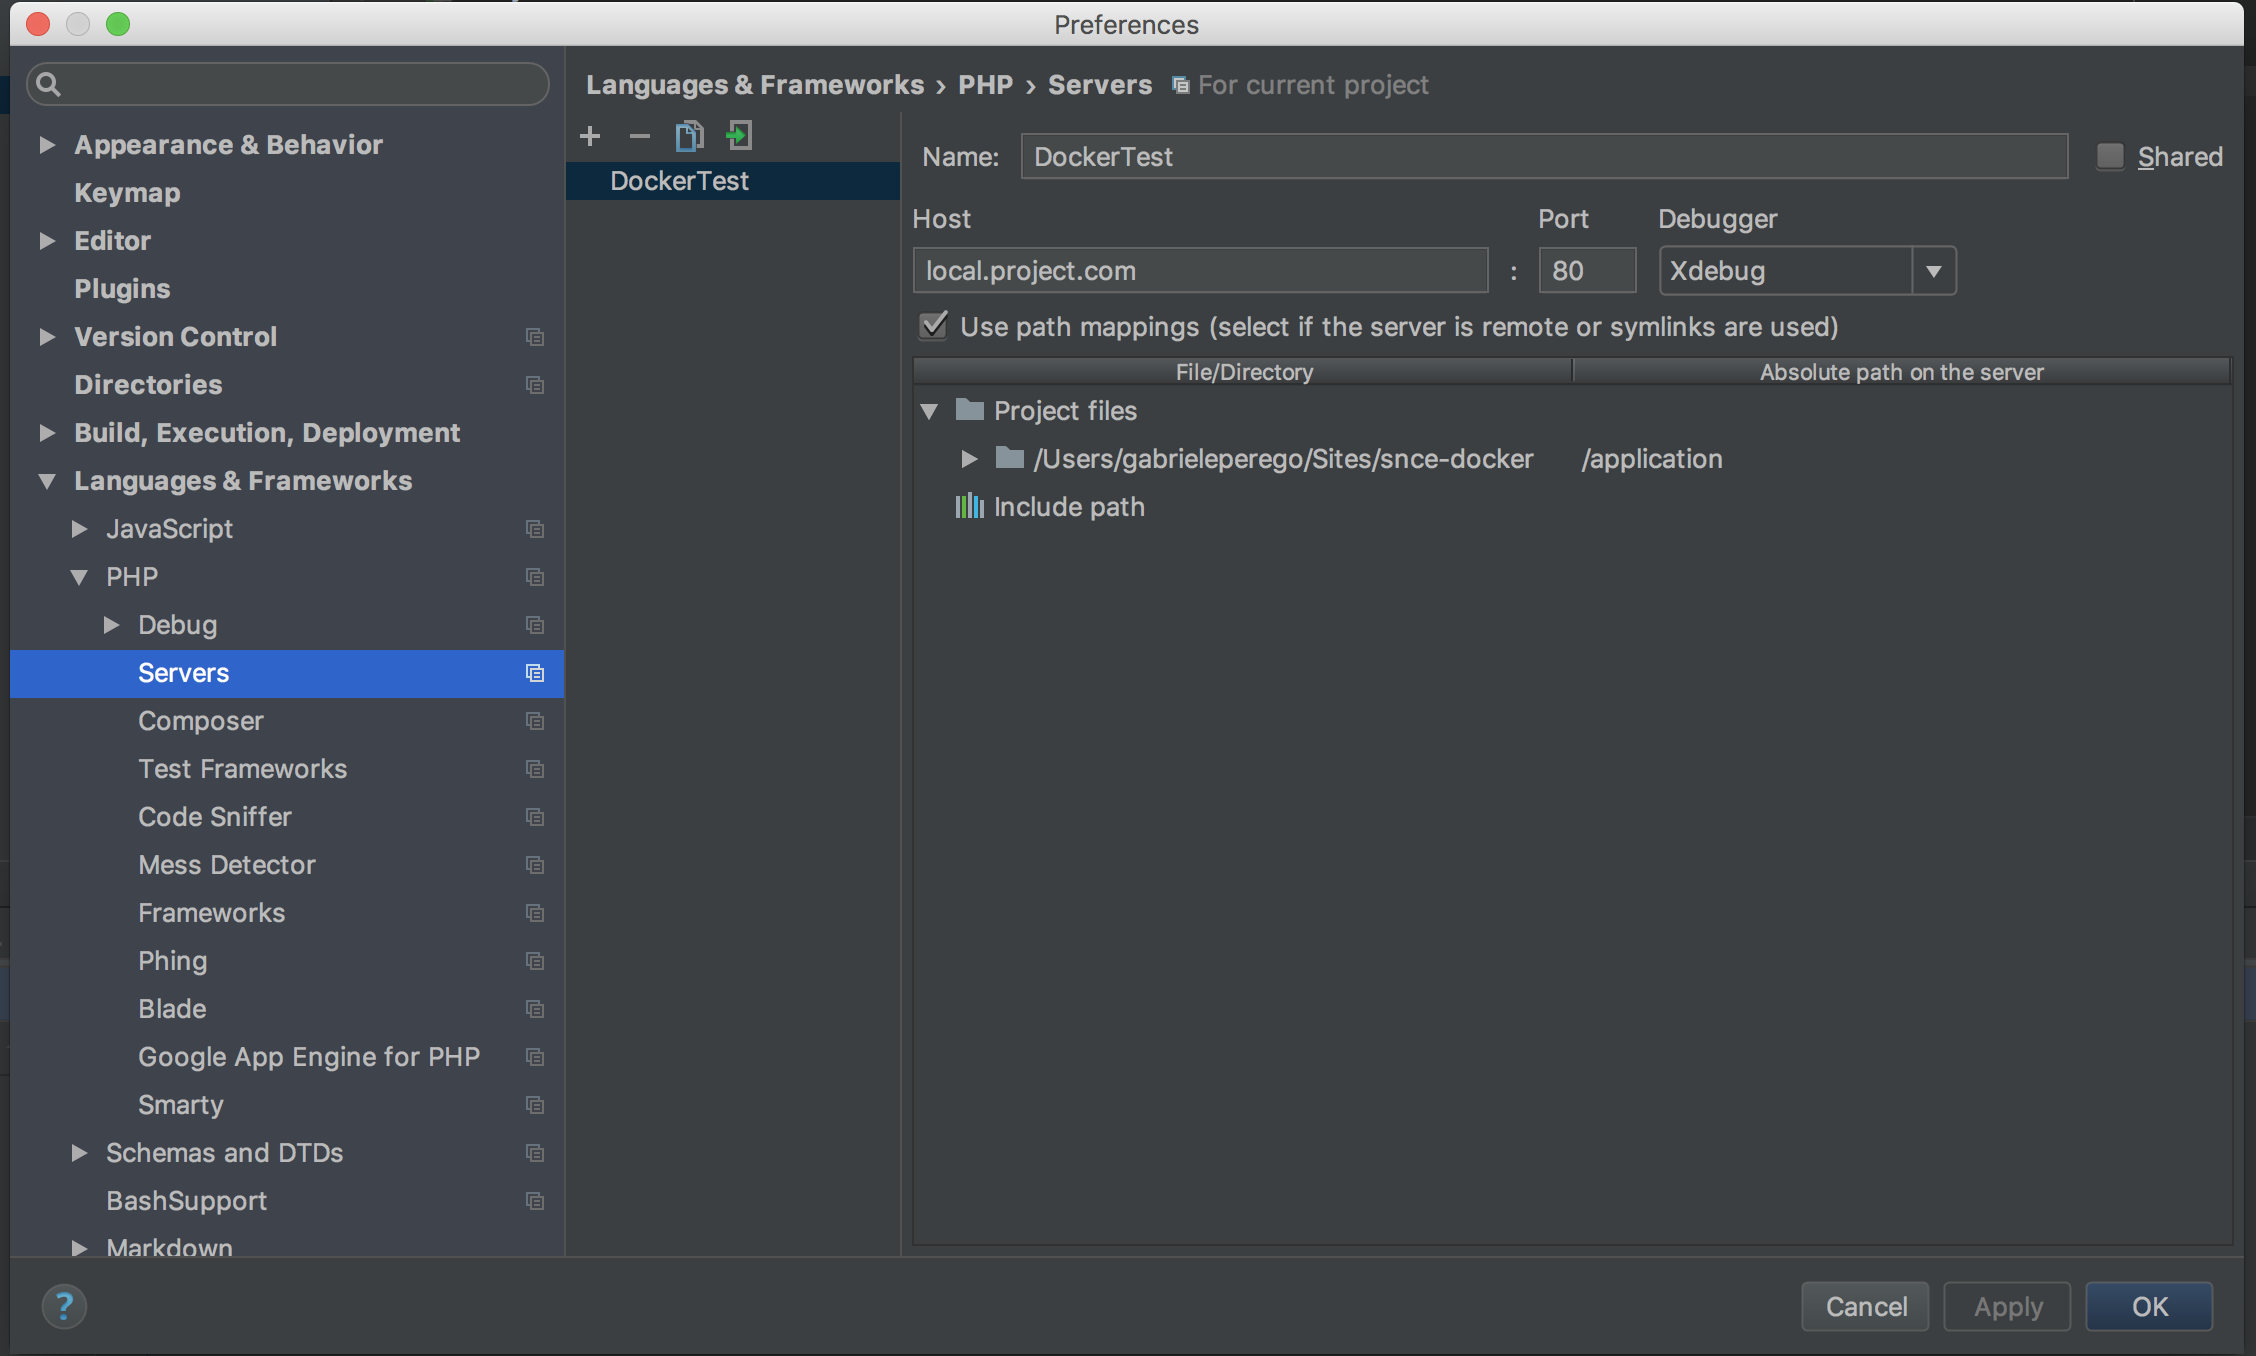 Preferences
Languages & Frameworks › PHP › Servers For current project
Appearance & Behavior
Keymap
Editor
Plugins
Version Control
Directories
Build, Execution, Deployment
Languages & Frameworks
JavaScript
PHP
Debug
Servers
Composer
Test Frameworks
Code Sniffer
Mess Detector
Frameworks
Phing
Blade
Google App Engine for PHP
Smarty
Schemas and DTDs
BashSupport
Markdown
DockerTest
Name: DockerTest Shared
Host Port Debugger
local.project.com : 80 Xdebug
Use path mappings (select if the server is remote or symlinks are used)
File/Directory Absolute path on the server
Project files
/Users/gabrieleperego/Sites/snce-docker /application
Include path
? Cancel Apply OK